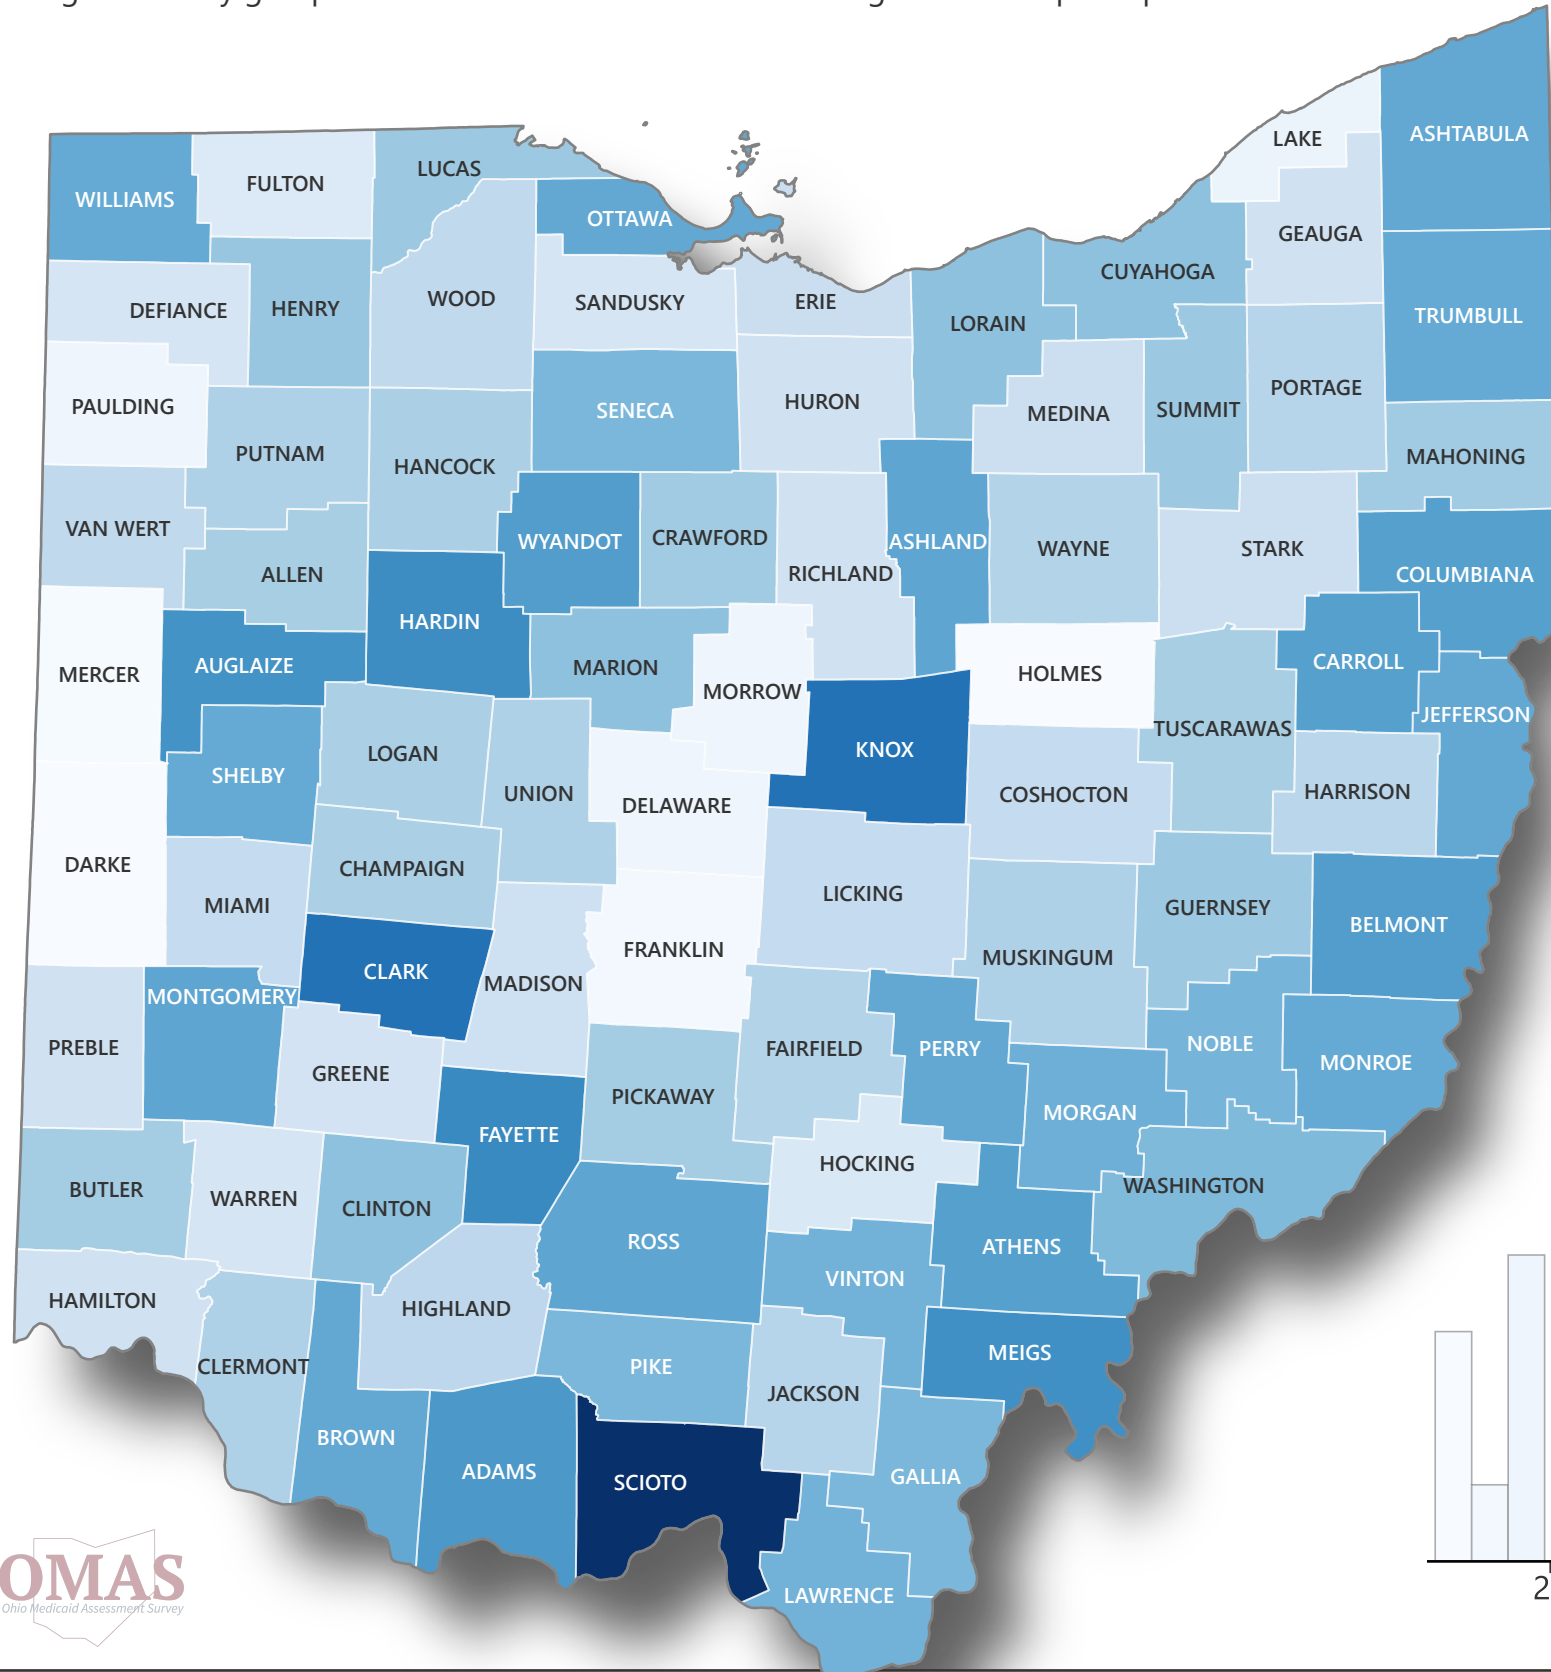 LAKE
ASHTABULA
LUCAS
FULTON
WILLIAMS
OTTAWA
GEAUGA
CUYAHOGA
WOOD
SANDUSKY
ERIE
DEFIANCE
HENRY
LORAIN
TRUMBULL
PORTAGE
HURON
PAULDING
SENECA
MEDINA
SUMMIT
PUTNAM
HANCOCK
MAHONING
VAN WERT
WYANDOT
CRAWFORD
ASHLAND
WAYNE
STARK
ALLEN
RICHLAND
COLUMBIANA
HARDIN
AUGLAIZE
MARION
CARROLL
MERCER
HOLMES
MORROW
JEFFERSON
TUSCARAWAS
KNOX
LOGAN
SHELBY
UNION
COSHOCTON
HARRISON
DELAWARE
DARKE
CHAMPAIGN
LICKING
MIAMI
GUERNSEY
BELMONT
FRANKLIN
MUSKINGUM
CLARK
MADISON
MONTGOMERY
PREBLE
FAIRFIELD
PERRY
NOBLE
MONROE
GREENE
PICKAWAY
MORGAN
FAYETTE
HOCKING
BUTLER
WARREN
WASHINGTON
CLINTON
ROSS
ATHENS
VINTON
HAMILTON
HIGHLAND
MEIGS
CLERMONT
PIKE
JACKSON
BROWN
ADAMS
SCIOTO
GALLIA
LAWRENCE
2
OMAS
Ohio Medicaid Assessment Survey